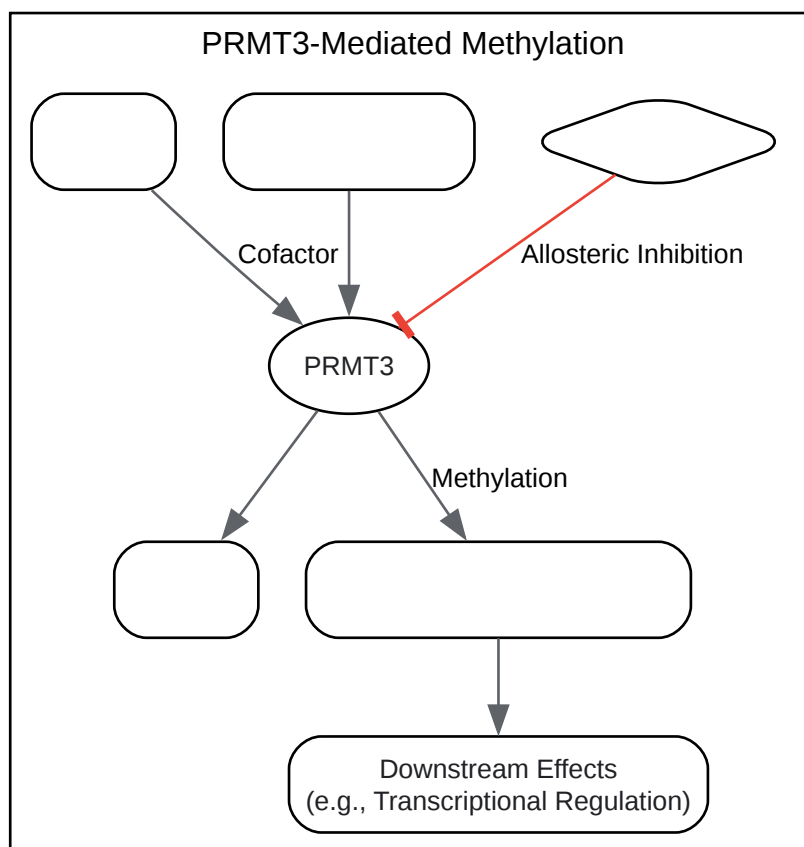 PRMT3-Mediated Methylation
Cofactor
Allosteric Inhibition
PRMT3
Methylation
Downstream Effects
(e.g., Transcriptional Regulation)